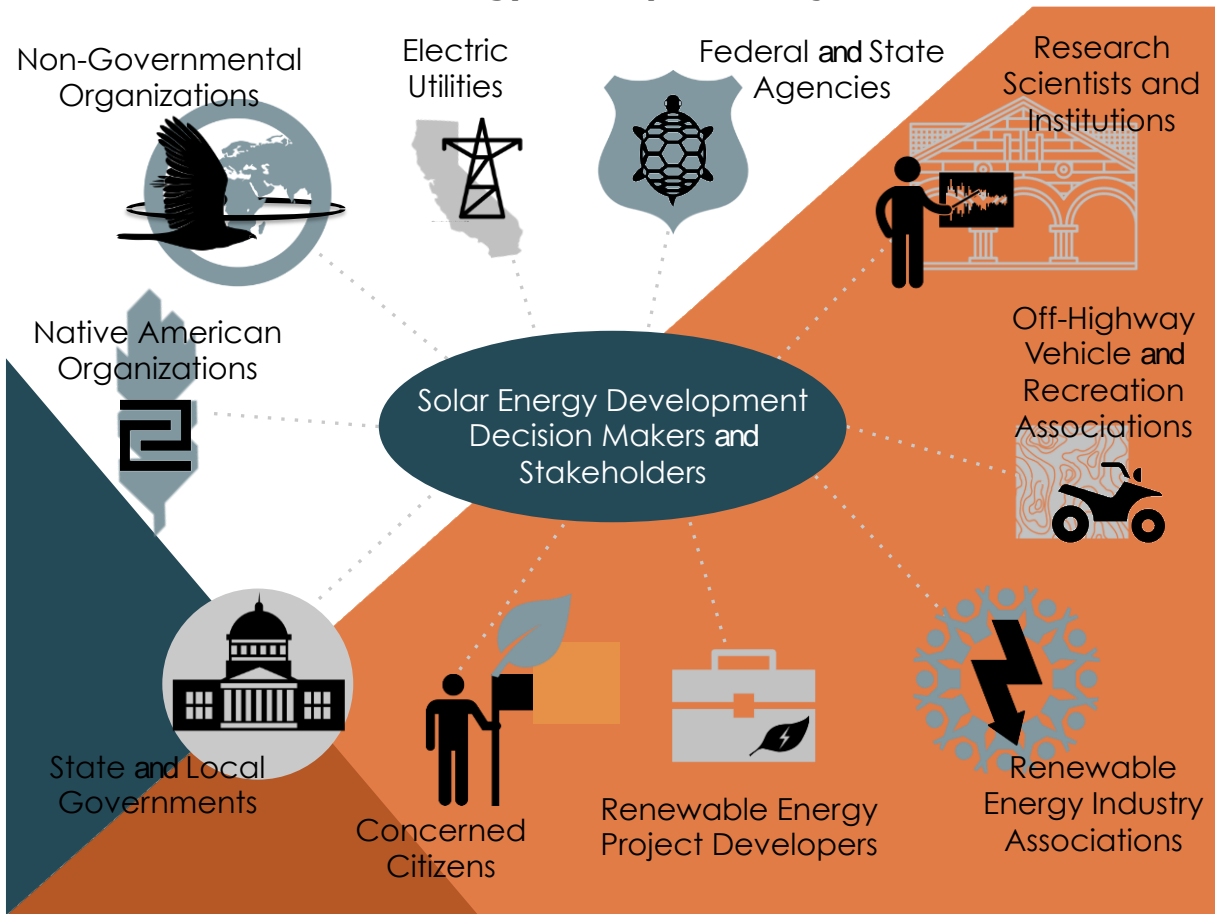 Non-Governmental
Organizations
Electric
Utilities
Federal and State
Agencies
Research
Scientists and
Institutions
Native American
Organizations
Off-Highway
Vehicle and
Recreation
Associations
Solar Energy Development
Decision Makers and
Stakeholders
State and Local
Governments
Concerned
Citizens
Renewable Energy
Project Developers
Renewable
Energy Industry
Associations